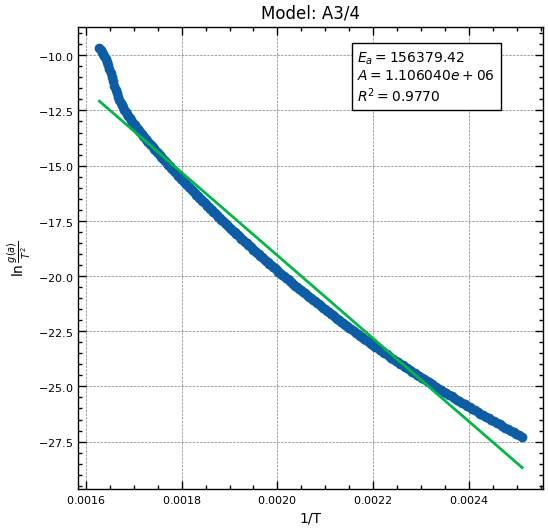 Model: A3/4
−10.0
−12.5
−15.0
−17.5
−20.0
−22.5
−25.0
−27.5
ln g(a)/T²
E_a = 156379.42
A = 1.106040e + 06
R² = 0.9770
0.0016 0.0018 0.0020 0.0022 0.0024
1/T